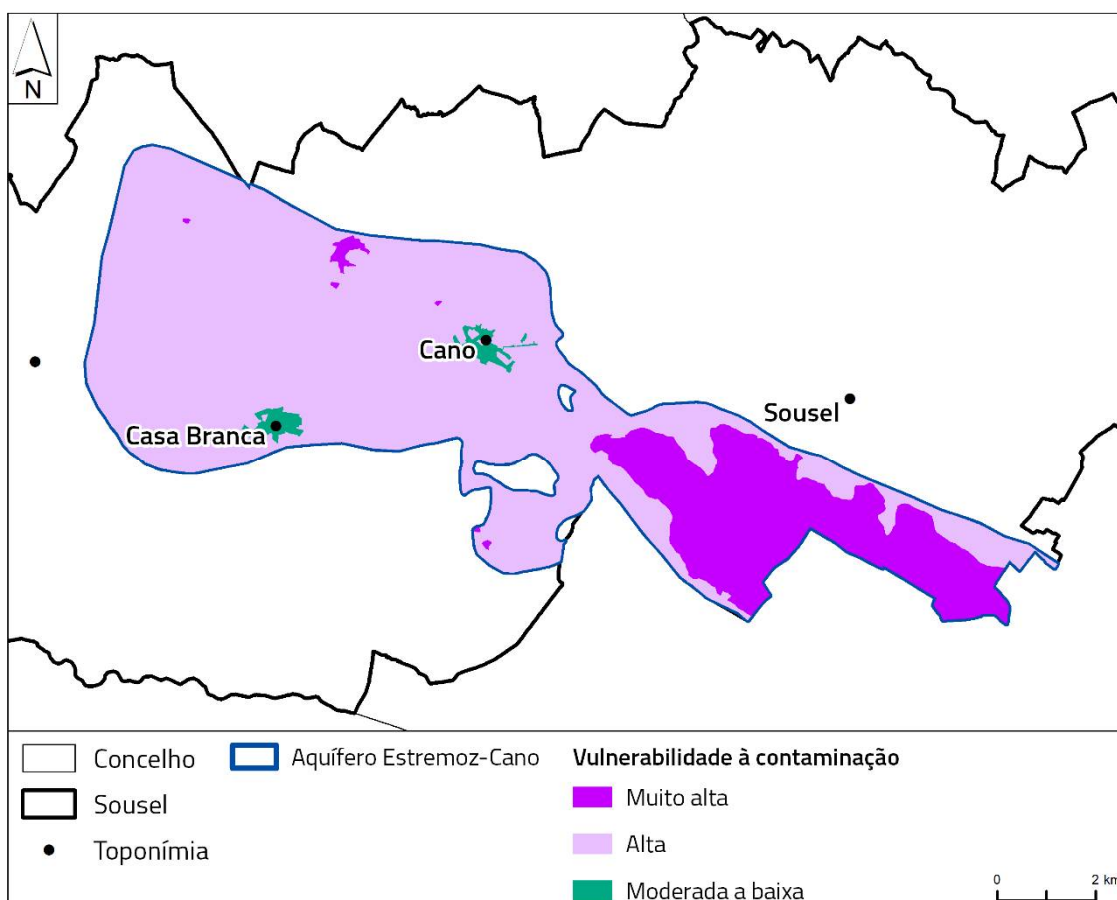 N
Cano
Sousel
Casa Branca
Concelho
Sousel
Toponímia
Aquífero Estremoz-Cano
Vulnerabilidade à contaminação
Muito alta
Alta
Moderada a baixa
0 2 km